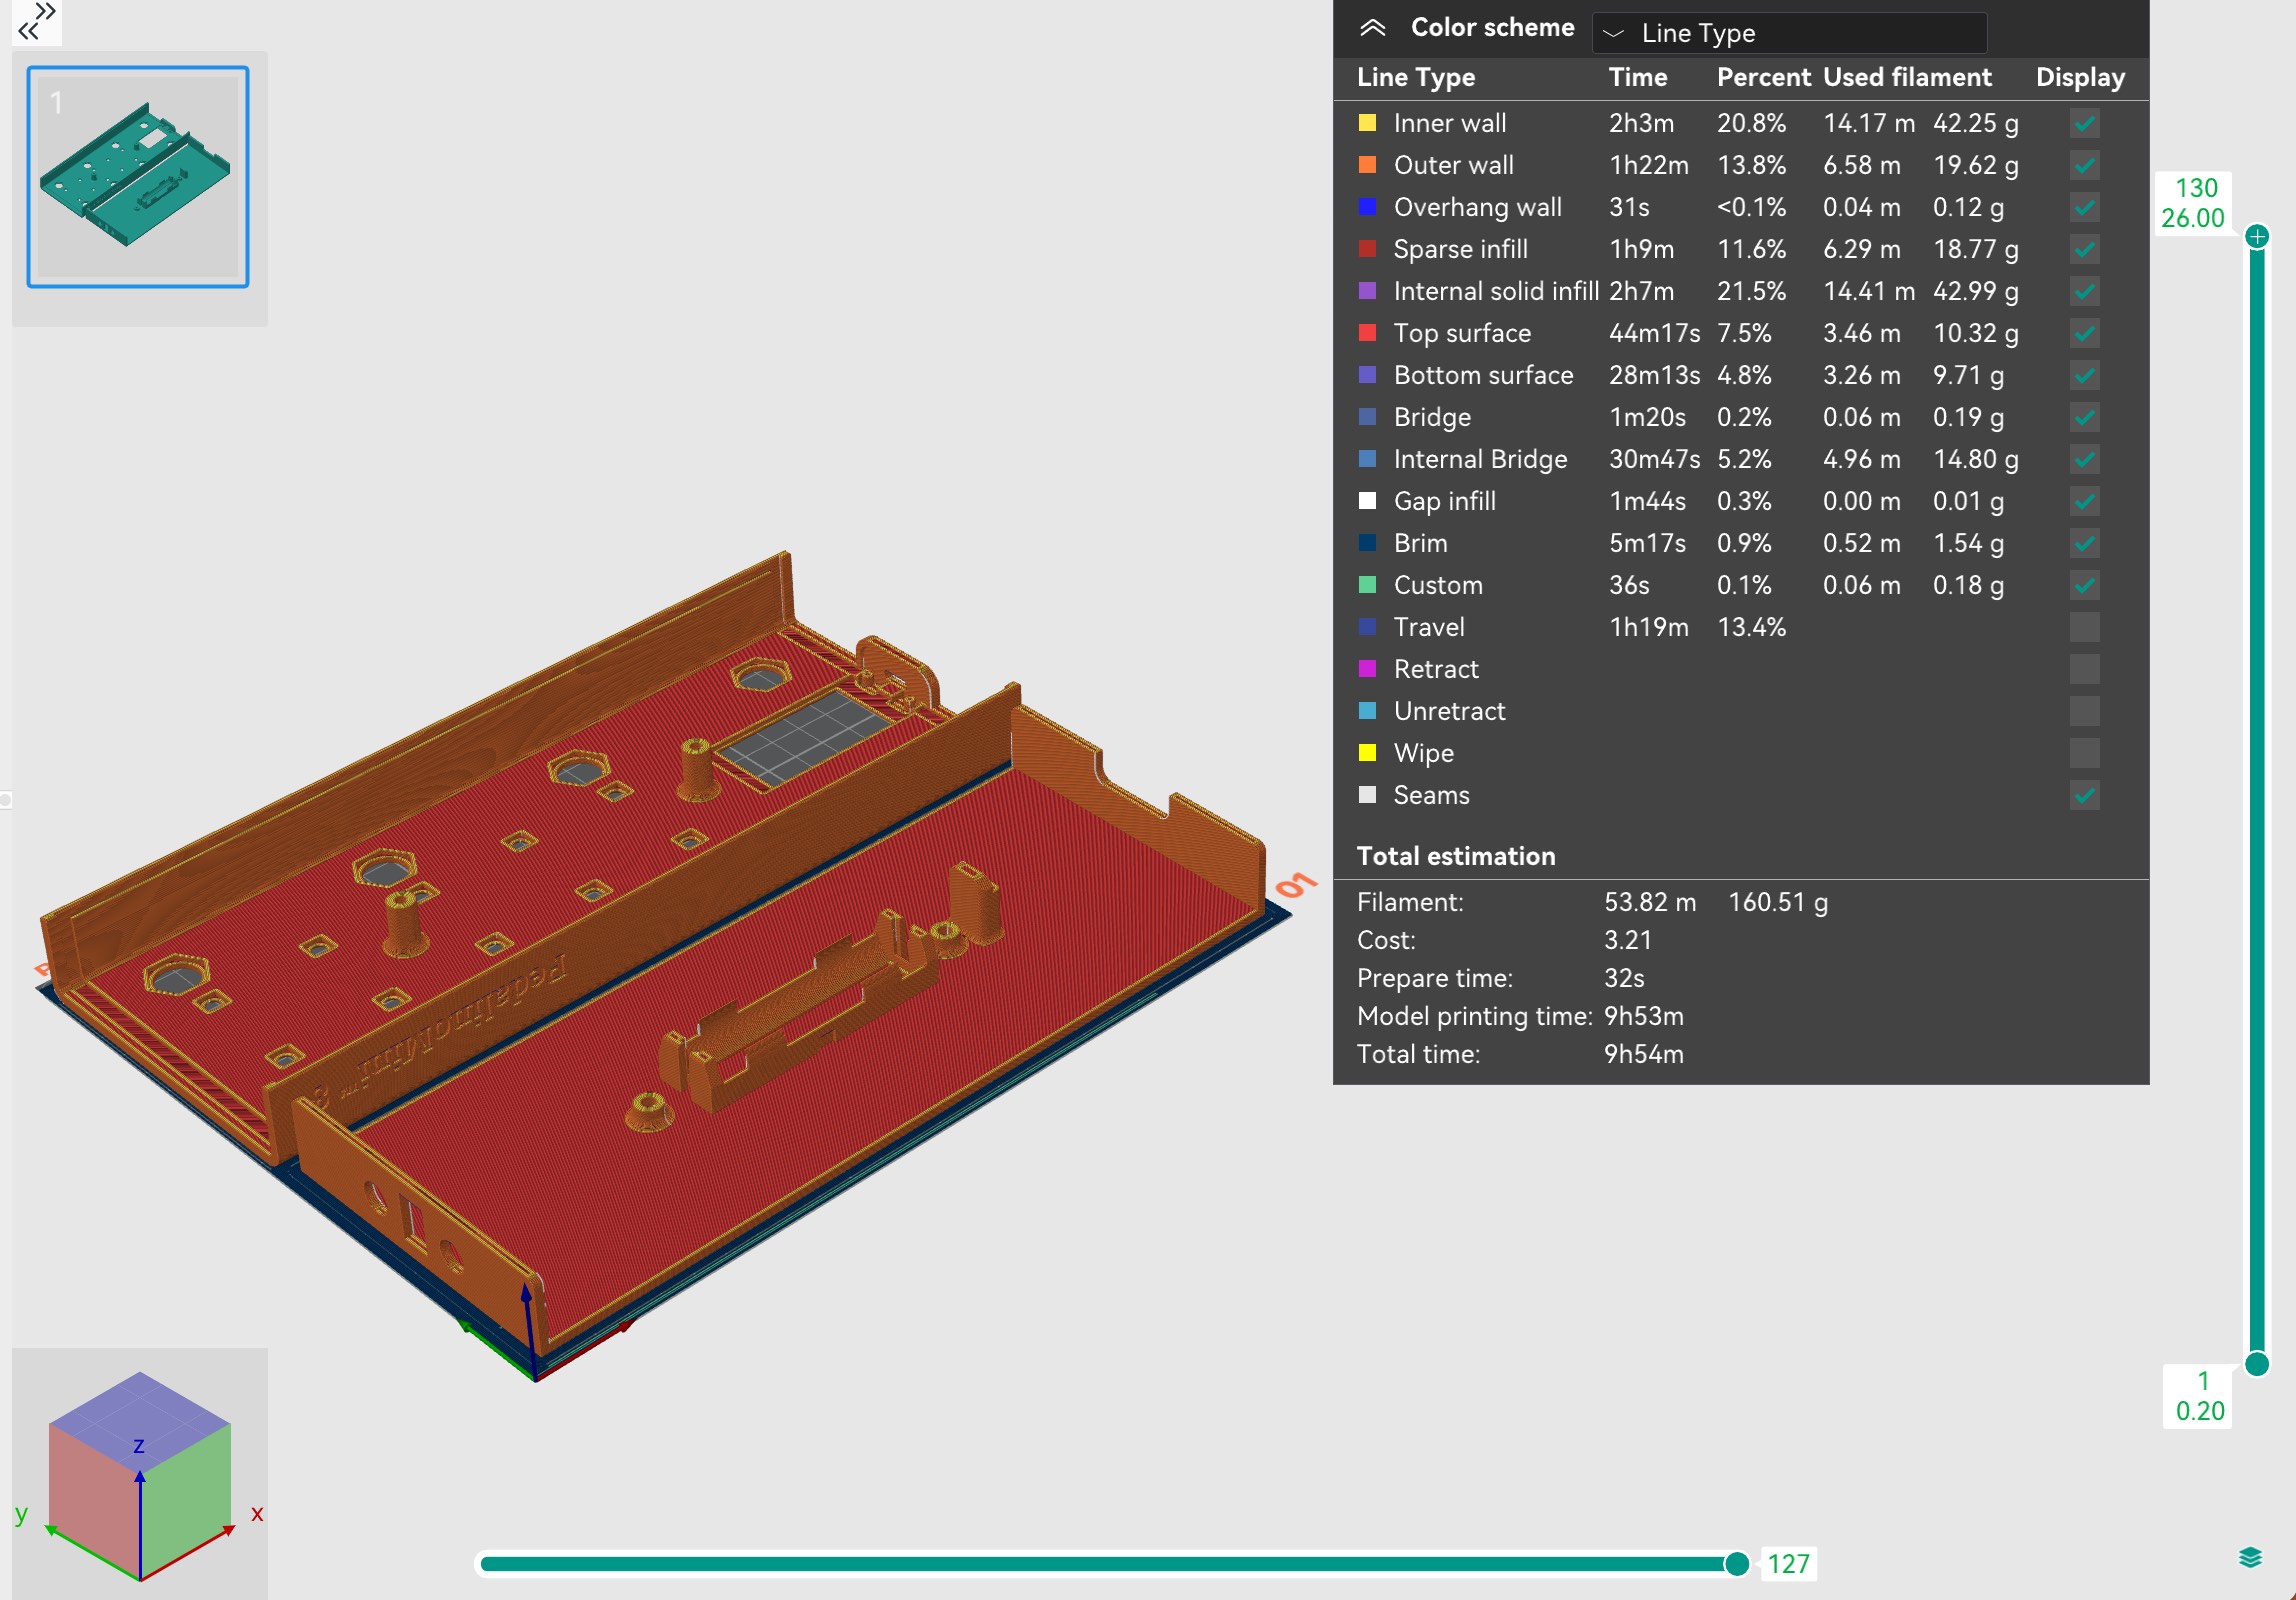 1
Color scheme Line Type
Line Type Time Percent Used filament Display
Inner wall 2h3m 20.8% 14.17 m 42.25 g
Outer wall 1h22m 13.8% 6.58 m 19.62 g
Overhang wall 31s <0.1% 0.04 m 0.12 g
Sparse infill 1h9m 11.6% 6.29 m 18.77 g
Internal solid infill 2h7m 21.5% 14.41 m 42.99 g
Top surface 44m17s 7.5% 3.46 m 10.32 g
Bottom surface 28m13s 4.8% 3.26 m 9.71 g
Bridge 1m20s 0.2% 0.06 m 0.19 g
Internal Bridge 30m47s 5.2% 4.96 m 14.80 g
Gap infill 1m44s 0.3% 0.00 m 0.01 g
Brim 5m17s 0.9% 0.52 m 1.54 g
Custom 36s 0.1% 0.06 m 0.18 g
Travel 1h19m 13.4%
Retract
Unretract
Wipe
Seams
Total estimation
Filament: 53.82 m 160.51 g
Cost: 3.21
Prepare time: 32s
Model printing time: 9h53m
Total time: 9h54m
130
26.00
1
0.20
01
PedalinoMini™
z
y
x
127